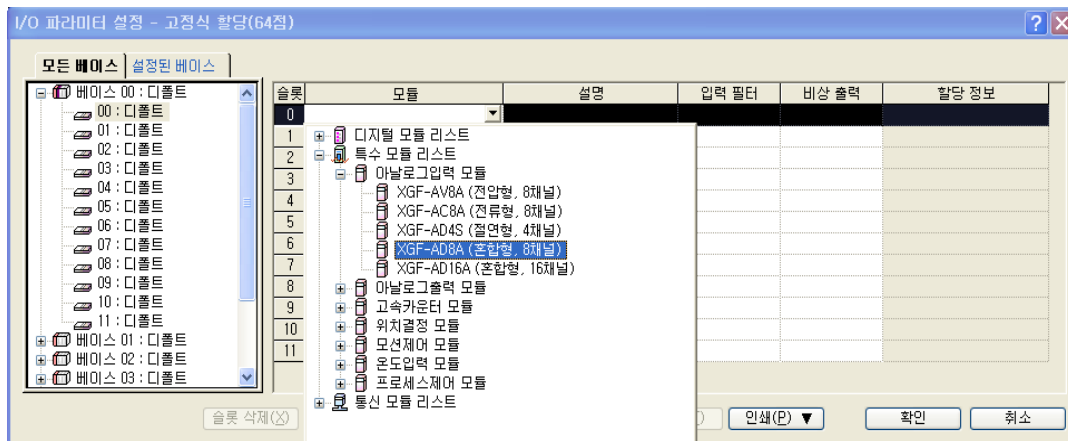 I/O 파라미터 설정 - 고정식 할당(64점)
모든 베이스 설정된 베이스
베이스 00 : 디폴트
00 : 디폴트
01 : 디폴트
02 : 디폴트
03 : 디폴트
04 : 디폴트
05 : 디폴트
06 : 디폴트
07 : 디폴트
08 : 디폴트
09 : 디폴트
10 : 디폴트
11 : 디폴트
베이스 01 : 디폴트
베이스 02 : 디폴트
베이스 03 : 디폴트
슬롯 모듈 설명 입력 필터 비상 출력 할당 정보
0
1
2
3
4
5
6
7
8
9
10
11
디지털 모듈 리스트
특수 모듈 리스트
아날로그입력 모듈
XGF-AV8A (전압형, 8채널)
XGF-AC8A (전류형, 8채널)
XGF-AD4S (절연형, 4채널)
XGF-AD8A (혼합형, 8채널)
XGF-AD16A (혼합형, 16채널)
아날로그출력 모듈
고속카운터 모듈
위치결정 모듈
모션제어 모듈
온도입력 모듈
프로세스제어 모듈
통신 모듈 리스트
슬롯 삭제(X) 인쇄(P) ▼ 확인 취소